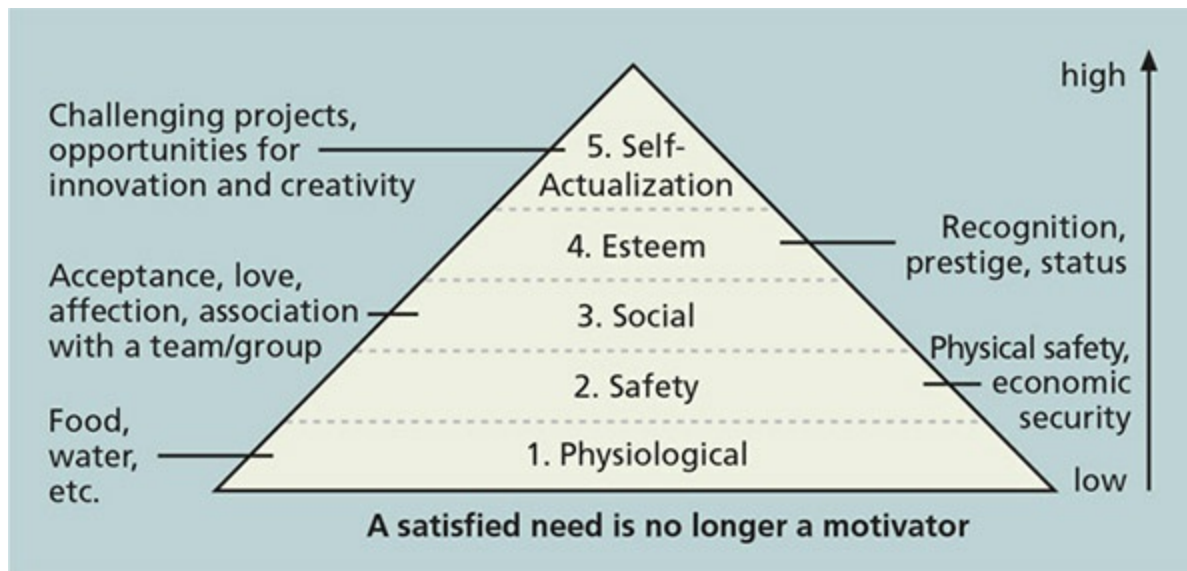 high
Challenging projects,
opportunities for
innovation and creativity
5. Self-
Actualization
Recognition,
prestige, status
4. Esteem
Acceptance, love,
affection, association
with a team/group
3. Social
Physical safety,
economic
security
2. Safety
Food,
water,
etc.
1. Physiological
low
A satisfied need is no longer a motivator